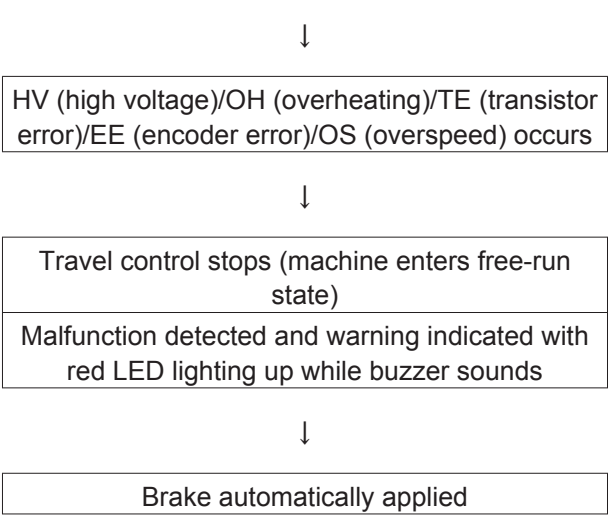 ↓
HV (high voltage)/OH (overheating)/TE (transistor
error)/EE (encoder error)/OS (overspeed) occurs
↓
Travel control stops (machine enters free-run
state)
Malfunction detected and warning indicated with
red LED lighting up while buzzer sounds
↓
Brake automatically applied